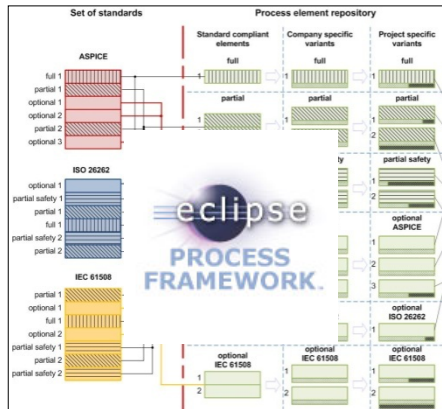 Set of standards
Process element repository
Standard compliant
elements
Company specific
variants
Project specific
variants
ASPICE
full 1
partial 1
optional 1
optional 2
partial 2
optional 3
full
1
full
1
full
1
partial
1
partial
partial
1
2
ISO 26262
optional 1
partial safety 1
partial 1
full 1
partial safety 2
partial 2
partial safety
1
2
eclipse
PROCESS
FRAMEWORK
optional
ASPICE
1
2
3
optional
ISO 26262
1
IEC 61508
partial 1
optional 1
full 1
optional 2
partial safety 1
partial 2
partial safety 2
optional
IEC 61508
1
2
optional
IEC 61508
1
2
optional
IEC 61508
1
2